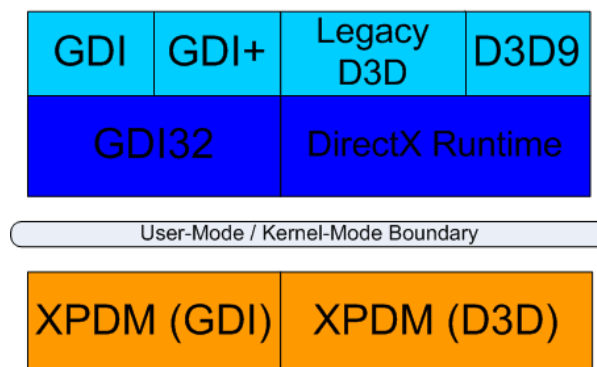 GDI
GDI+
Legacy
D3D
D3D9
GDI32
DirectX Runtime
User-Mode / Kernel-Mode Boundary
XPDM (GDI)
XPDM (D3D)